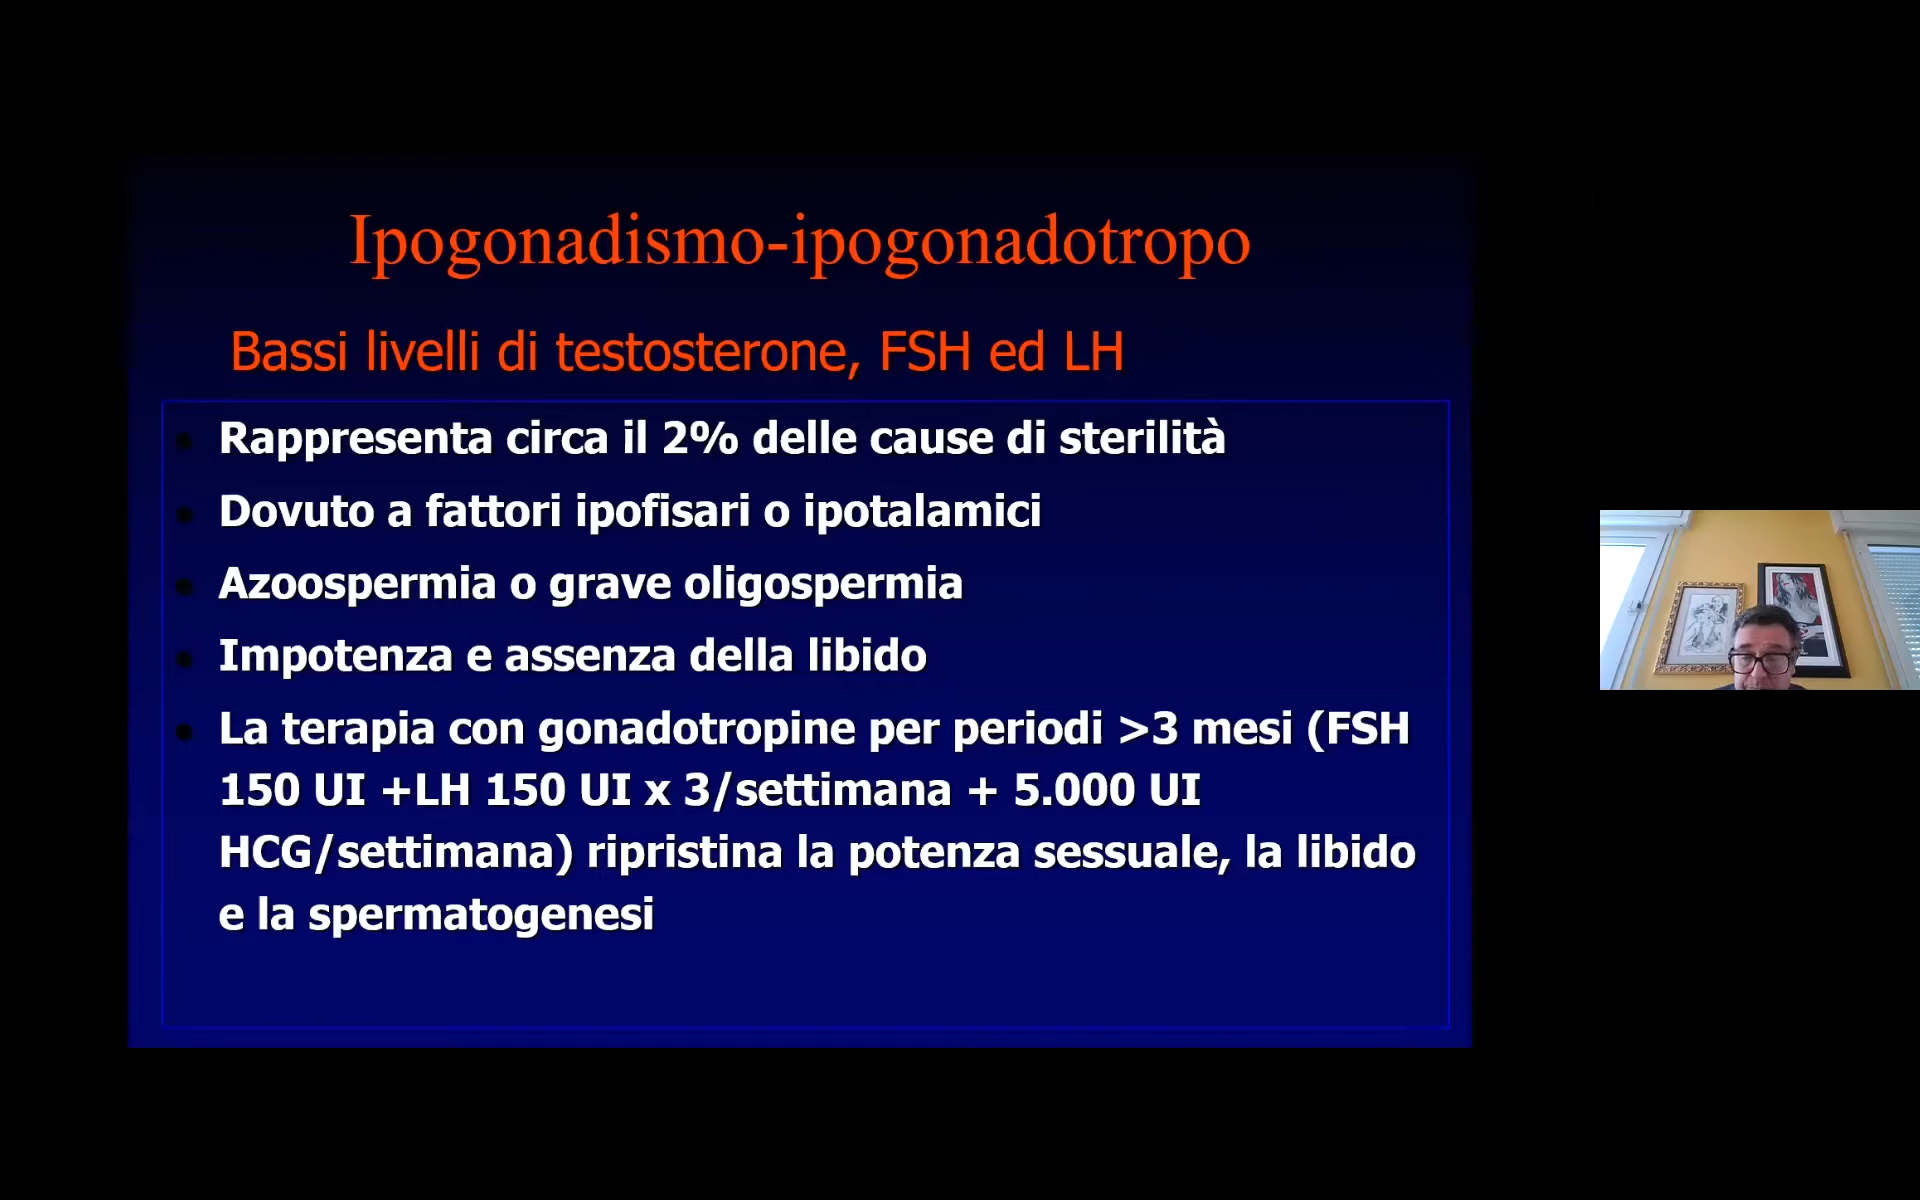 Ipogonadismo-ipogonadotropo
Bassi livelli di testosterone, FSH ed LH
Rappresenta circa il 2% delle cause di sterilità
Dovuto a fattori ipofisari o ipotalamici
Azoospermia o grave oligospermia
Impotenza e assenza della libido
La terapia con gonadotropine per periodi >3 mesi (FSH
150 UI +LH 150 UI x 3/settimana + 5.000 UI
HCG/settimana) ripristina la potenza sessuale, la libido
e la spermatogenesi